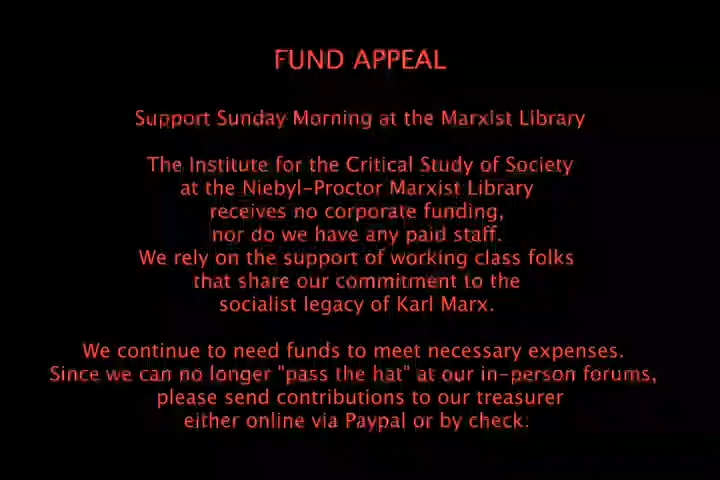 FUND APPEAL
Support Sunday Morning at the Marxist Library
The Institute for the Critical Study of Society
at the Niebyl-Proctor Marxist Library
receives no corporate funding,
nor do we have any paid staff.
We rely on the support of working class folks
that share our commitment to the
socialist legacy of Karl Marx.
We continue to need funds to meet necessary expenses.
Since we can no longer "pass the hat" at our in-person forums,
please send contributions to our treasurer
either online via Paypal or by check: